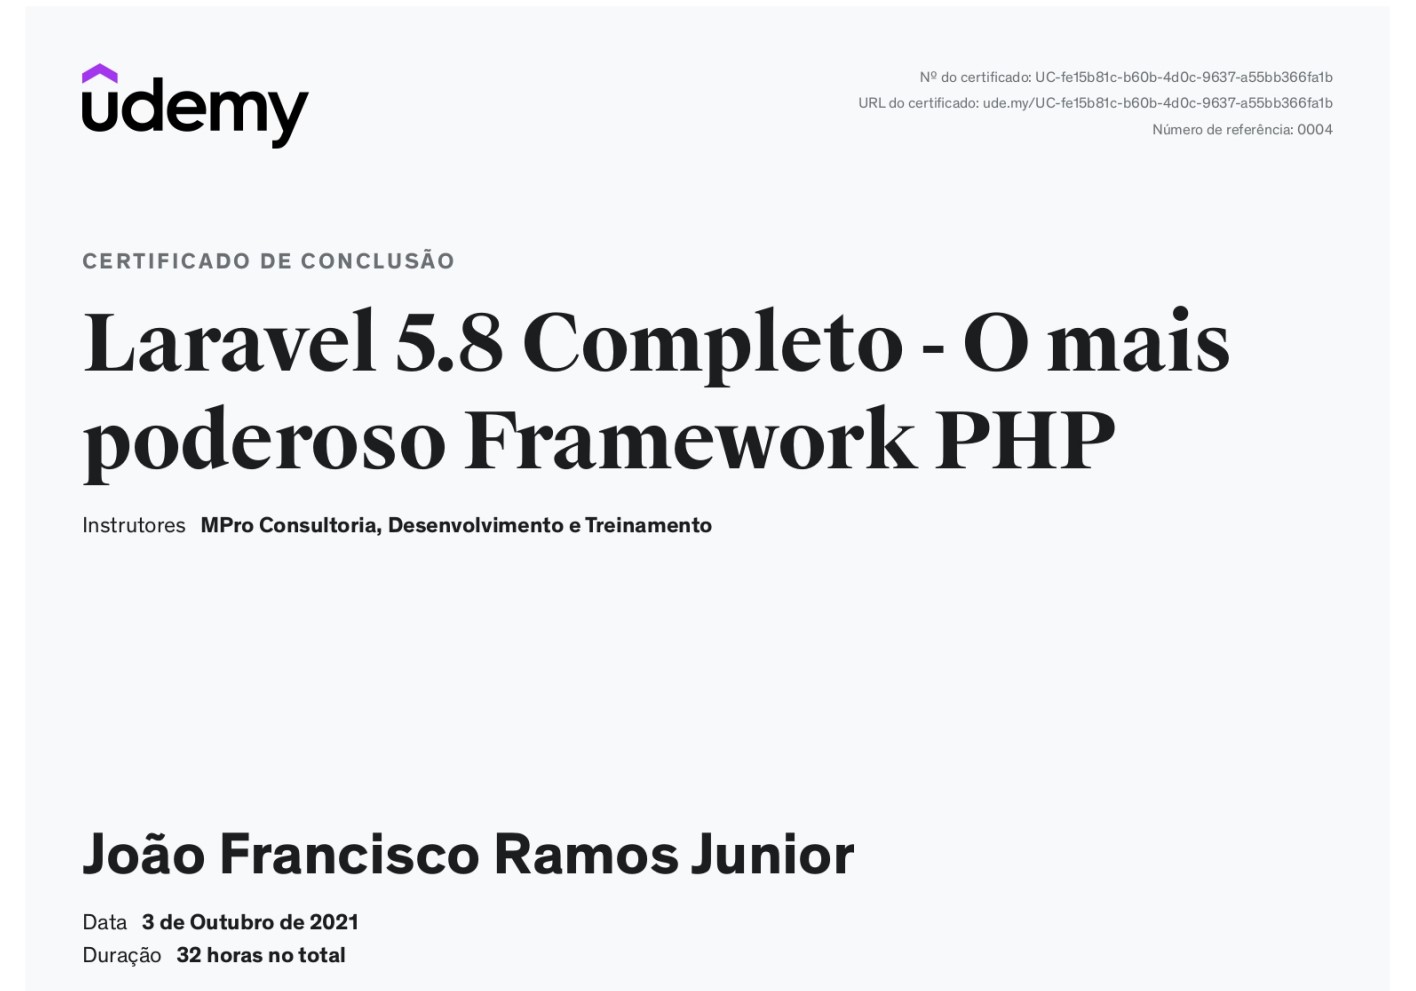 udemy
Nº do certificado: UC-fe15b81c-b60b-4d0c-9637-a55bb366fa1b
URL do certificado: ude.my/UC-fe15b81c-b60b-4d0c-9637-a55bb366fa1b
Número de referência: 0004
CERTIFICADO DE CONCLUSÃO
Laravel 5.8 Completo - O mais
poderoso Framework PHP
Instrutores MPro Consultoria, Desenvolvimento e Treinamento
João Francisco Ramos Junior
Data 3 de Outubro de 2021
Duração 32 horas no total